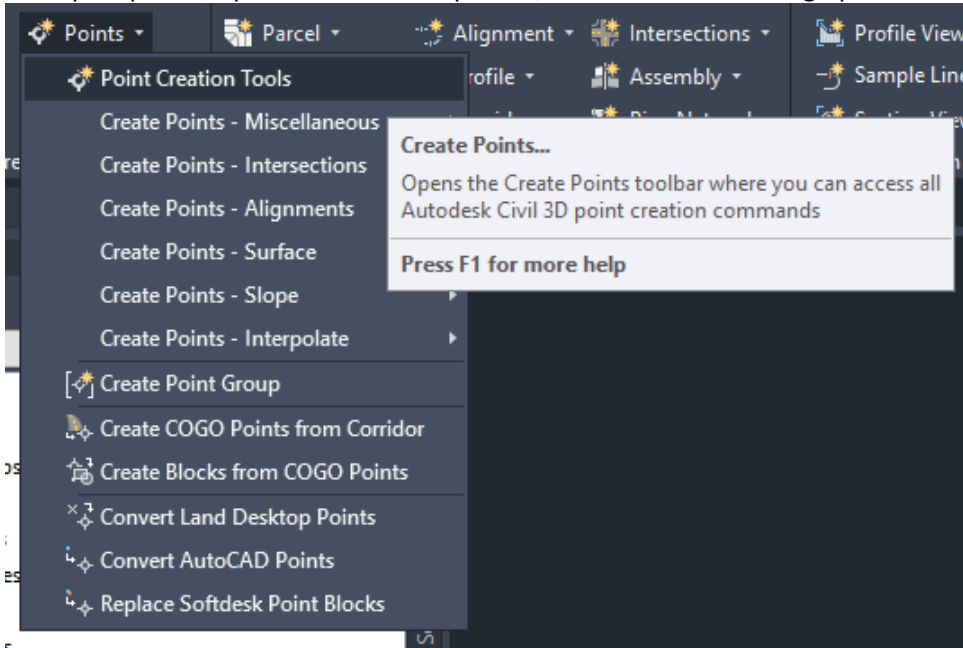 Points Parcel Alignment Intersections Profile View
Point Creation Tools rofile Assembly Sample Line
Create Points - Miscellaneous
Create Points - Intersections
Create Points - Alignments
Create Points - Surface
Create Points - Slope
Create Points - Interpolate
Create Point Group
Create COGO Points from Corridor
Create Blocks from COGO Points
Convert Land Desktop Points
Convert AutoCAD Points
Replace Softdesk Point Blocks
Create Points...
Opens the Create Points toolbar where you can access all
Autodesk Civil 3D point creation commands
Press F1 for more help